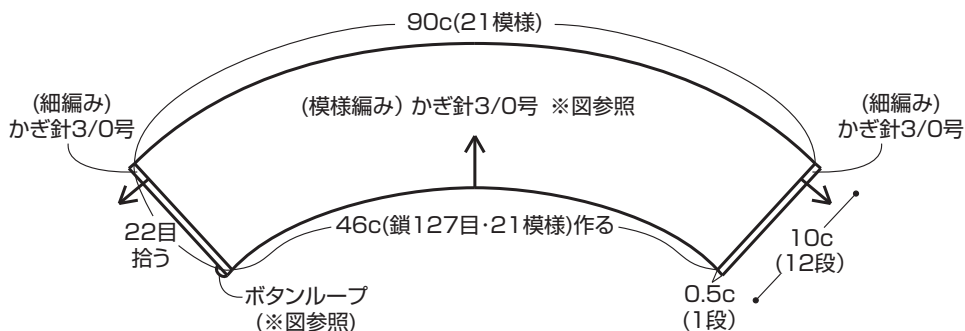 90c(21模様)
(細編み)
かぎ針3/0号
(模様編み) かぎ針3/0号 ※図参照
(細編み)
かぎ針3/0号
22目
拾う
46c(鎖127目・21模様)作る
10c
(12段)
ボタンループ
(※図参照)
0.5c
(1段)